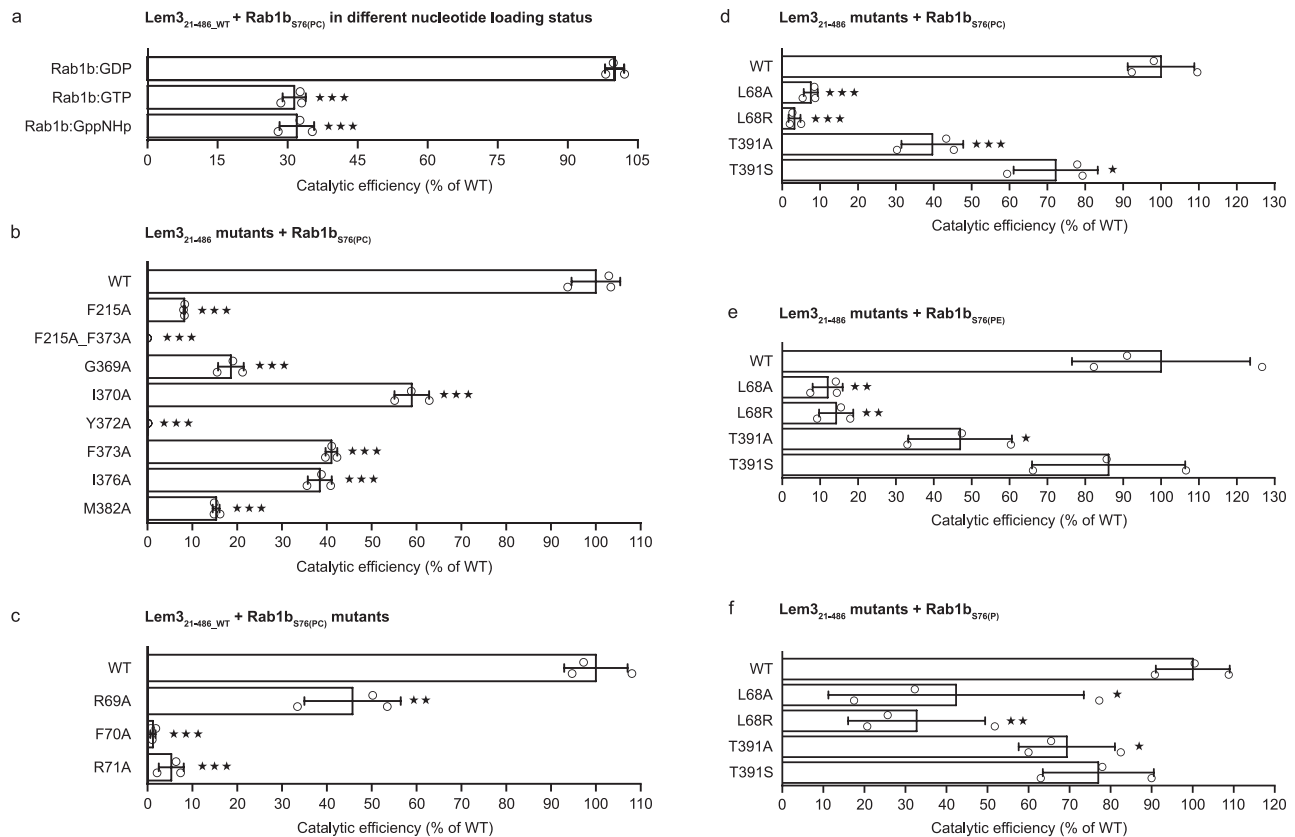 a Lem321-486_WT + Rab1bS76(PC) in different nucleotide loading status
Rab1b:GDP
Rab1b:GTP ★★★
Rab1b:GppNHp ★★★
0 15 30 45 60 75 90 105
Catalytic efficiency (% of WT)
b Lem321-486 mutants + Rab1bS76(PC)
WT
F215A ★★★
F215A_F373A ★★★
G369A ★★★
I370A ★★★
Y372A ★★★
F373A ★★★
I376A ★★★
M382A ★★★
0 10 20 30 40 50 60 70 80 90 100 110
Catalytic efficiency (% of WT)
c Lem321-486_WT + Rab1bS76(PC) mutants
WT
R69A ★★
F70A ★★★
R71A ★★★
0 10 20 30 40 50 60 70 80 90 100 110
Catalytic efficiency (% of WT)
d Lem321-486 mutants + Rab1bS76(PC)
WT
L68A ★★★
L68R ★★★
T391A ★★★
T391S ★
0 10 20 30 40 50 60 70 80 90 100 110 120 130
Catalytic efficiency (% of WT)
e Lem321-486 mutants + Rab1bS76(PE)
WT
L68A ★★
L68R ★★
T391A ★
T391S
0 10 20 30 40 50 60 70 80 90 100 110 120 130
Catalytic efficiency (% of WT)
f Lem321-486 mutants + Rab1bS76(P)
WT
L68A ★
L68R ★★
T391A ★
T391S
0 10 20 30 40 50 60 70 80 90 100 110 120
Catalytic efficiency (% of WT)